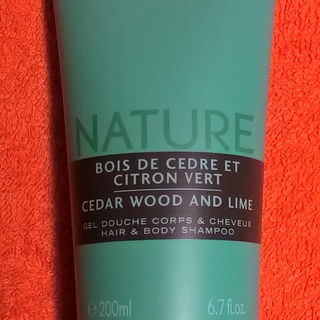 NATURE
BOIS DE CEDRE ET
CITRON VERT
CEDAR WOOD AND LIME
GEL DOUCHE CORPS & CHEVEUX
HAIR & BODY SHAMPOO
℮ 200ml 6.7 fl.oz.